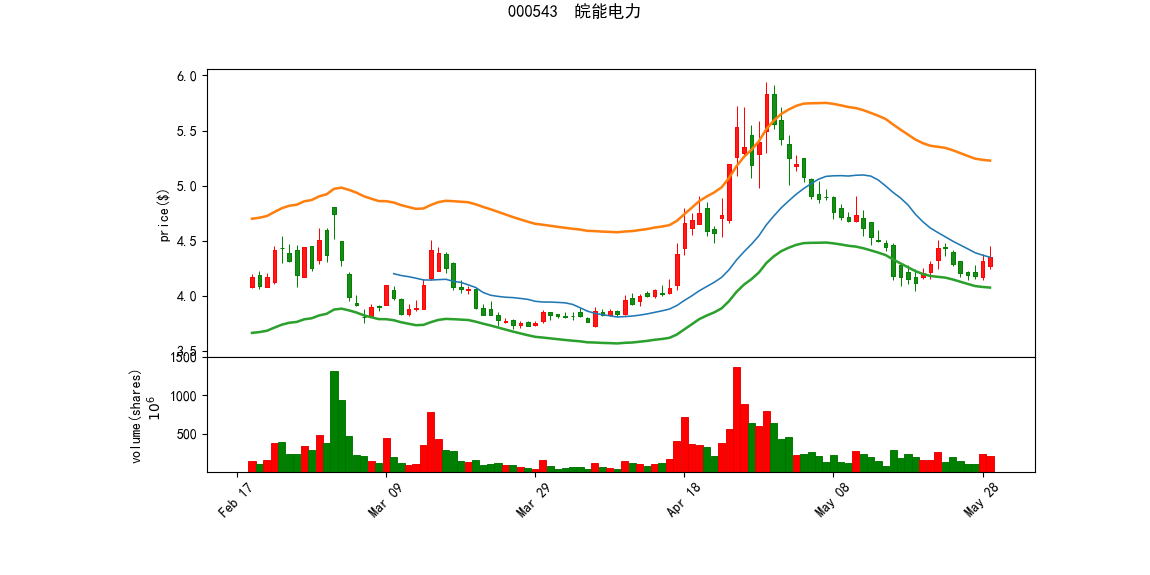 000543 皖能电力
6.0
5.5
5.0
4.5
4.0
3.5
price($)
1500
1000
500
volume(shares)
10^6
Feb 17
Mar 09
Mar 29
Apr 18
May 08
May 28